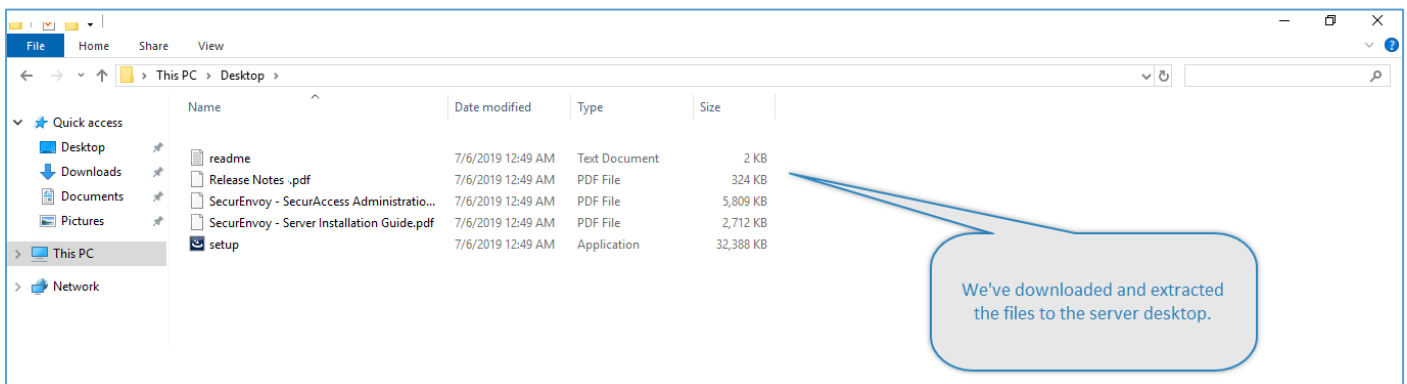 File Home Share View
This PC > Desktop >
Name Date modified Type Size
Quick access
Desktop
Downloads
Documents
Pictures
This PC
Network
readme 7/6/2019 12:49 AM Text Document 2 KB
Release Notes .pdf 7/6/2019 12:49 AM PDF File 324 KB
SecurEnvoy - SecurAccess Administratio... 7/6/2019 12:49 AM PDF File 5,809 KB
SecurEnvoy - Server Installation Guide.pdf 7/6/2019 12:49 AM PDF File 2,712 KB
setup 7/6/2019 12:49 AM Application 32,388 KB
We've downloaded and extracted
the files to the server desktop.